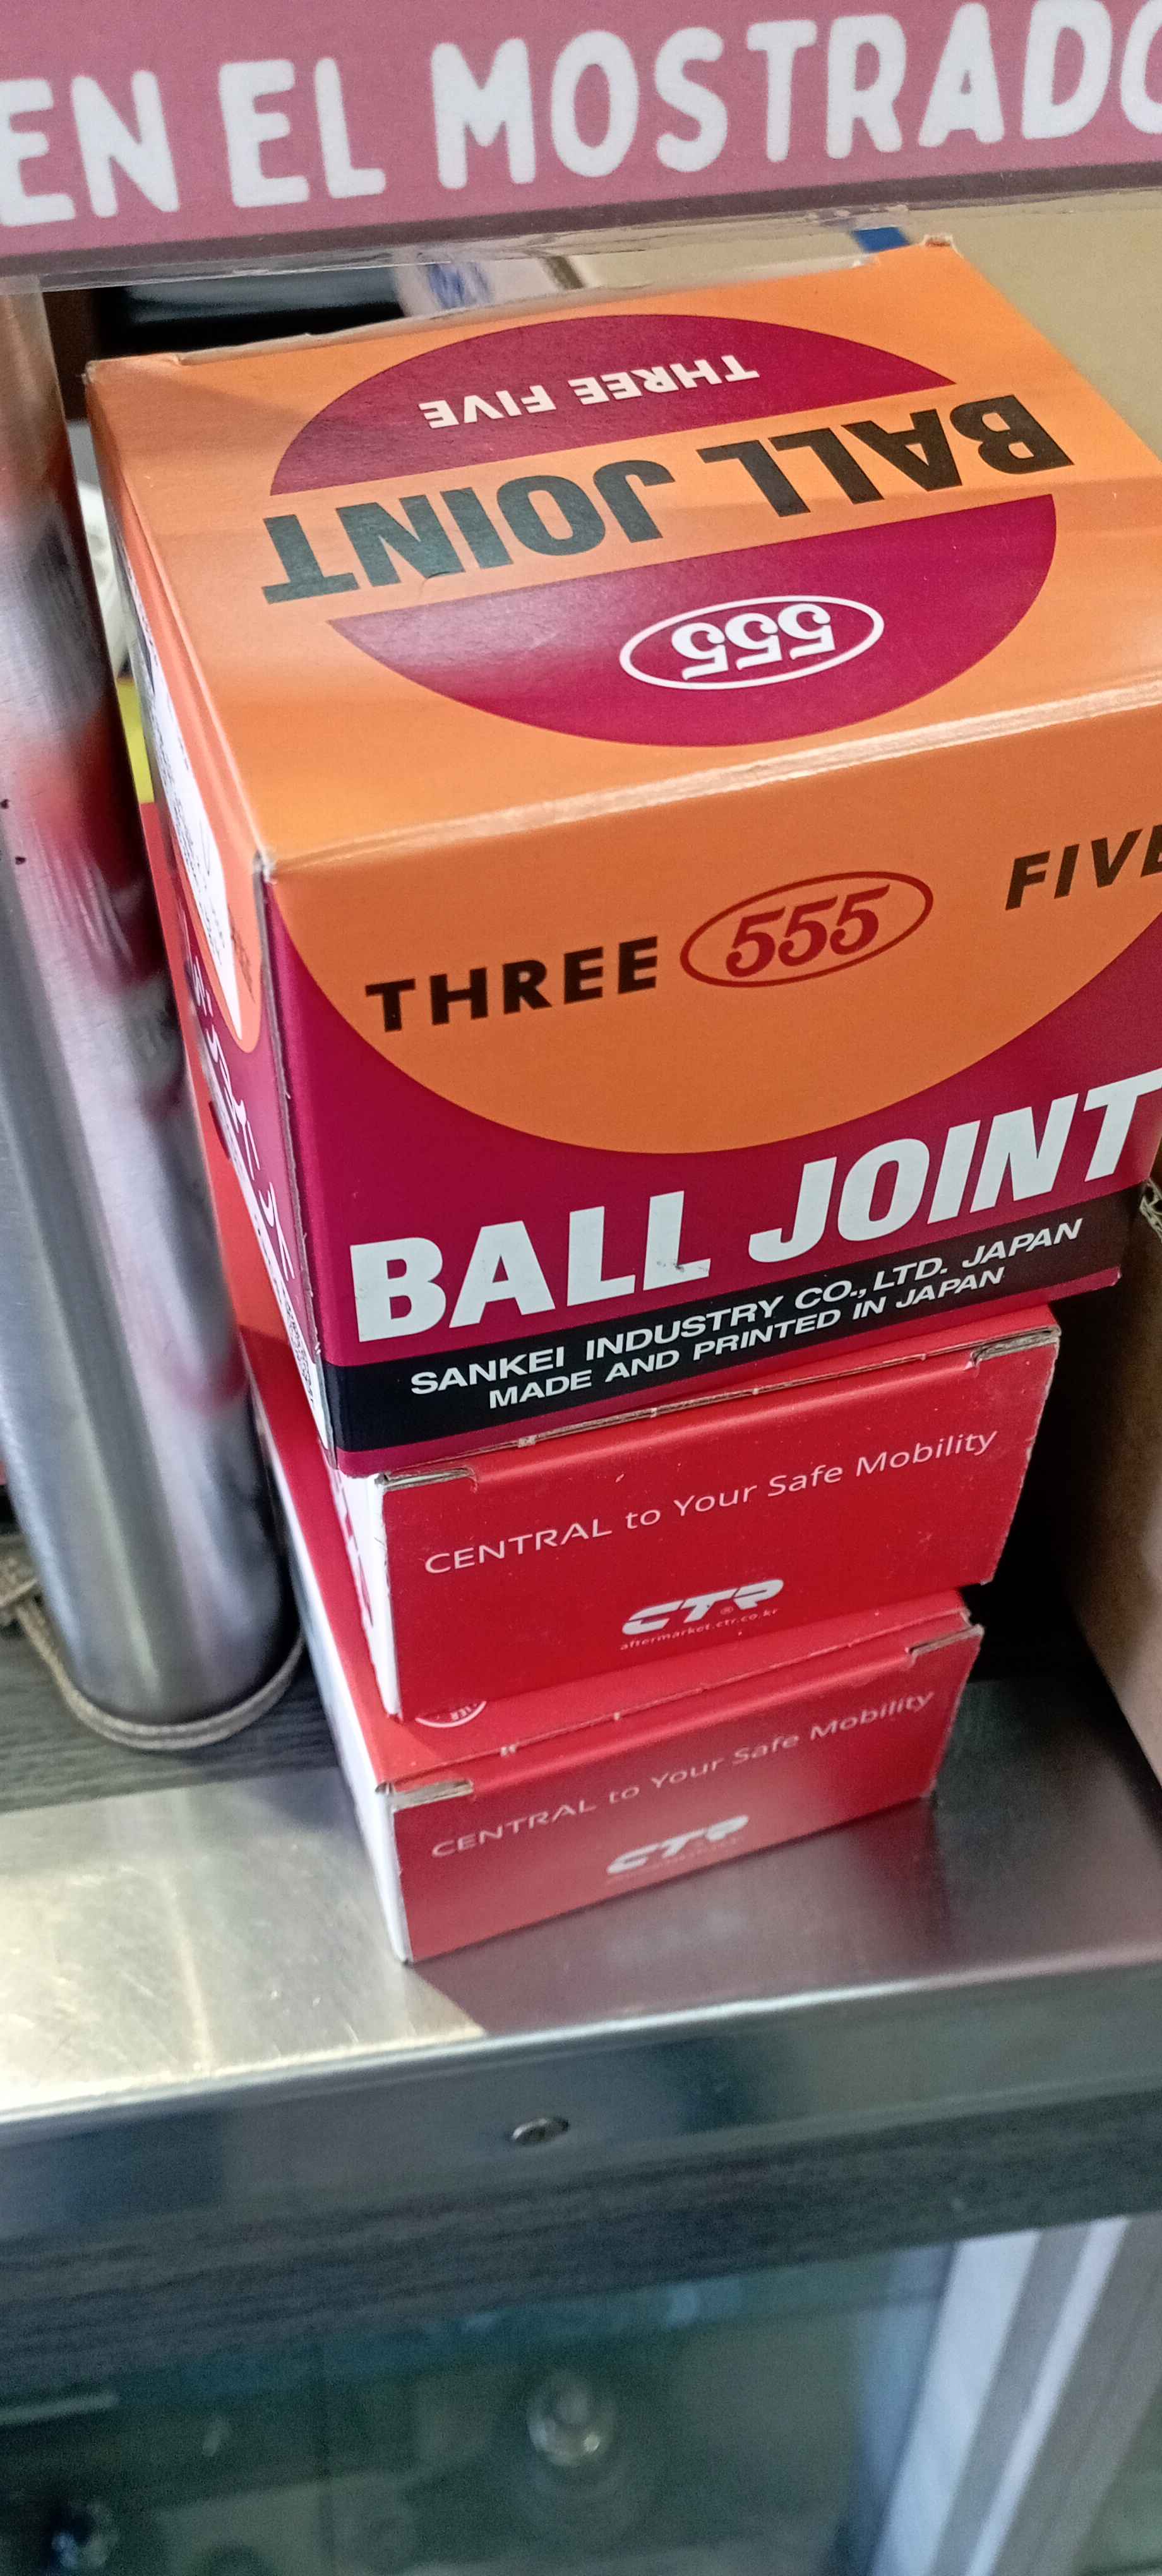 EN EL MOSTRADO
THREE FIVE
BALL JOINT
555
THREE 555 FIVE
BALL JOINT
SANKEI INDUSTRY CO., LTD. JAPAN
MADE AND PRINTED IN JAPAN
CENTRAL to Your Safe Mobility
CTR®
aftermarket.ctr.co.kr
CENTRAL to Your Safe Mobility
CTR